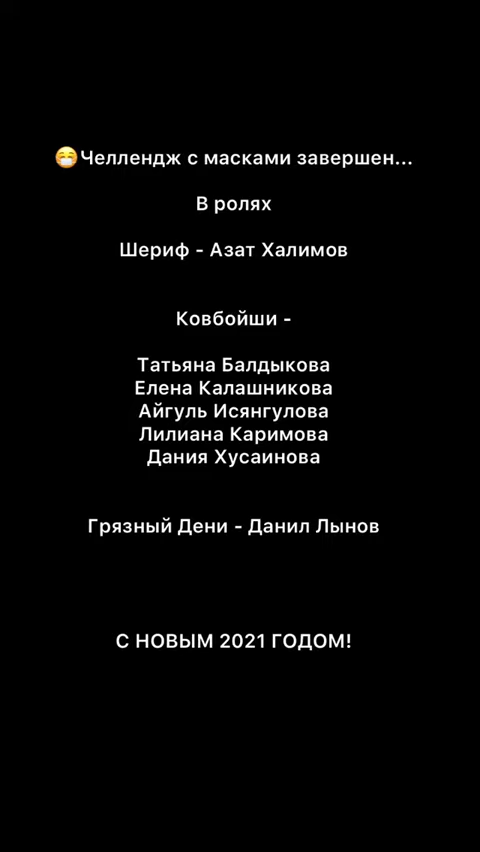 😷Челлендж с масками завершен...
В ролях
Шериф - Азат Халимов
Ковбойши -
Татьяна Балдыкова
Елена Калашникова
Айгуль Исянгулова
Лилиана Каримова
Дания Хусаинова
Грязный Дени - Данил Лынов
С НОВЫМ 2021 ГОДОМ!